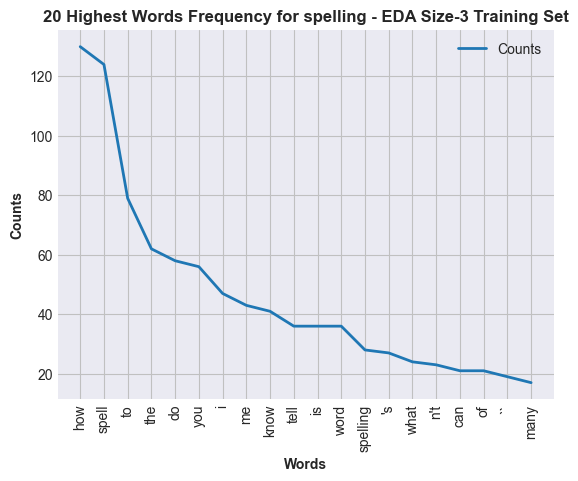 20 Highest Words Frequency for spelling - EDA Size-3 Training Set
Counts
120
100
80
60
40
20
Counts
how
spell
to
the
do
you
i
me
know
tell
is
word
spelling
's
what
n't
can
of
``
many
Words